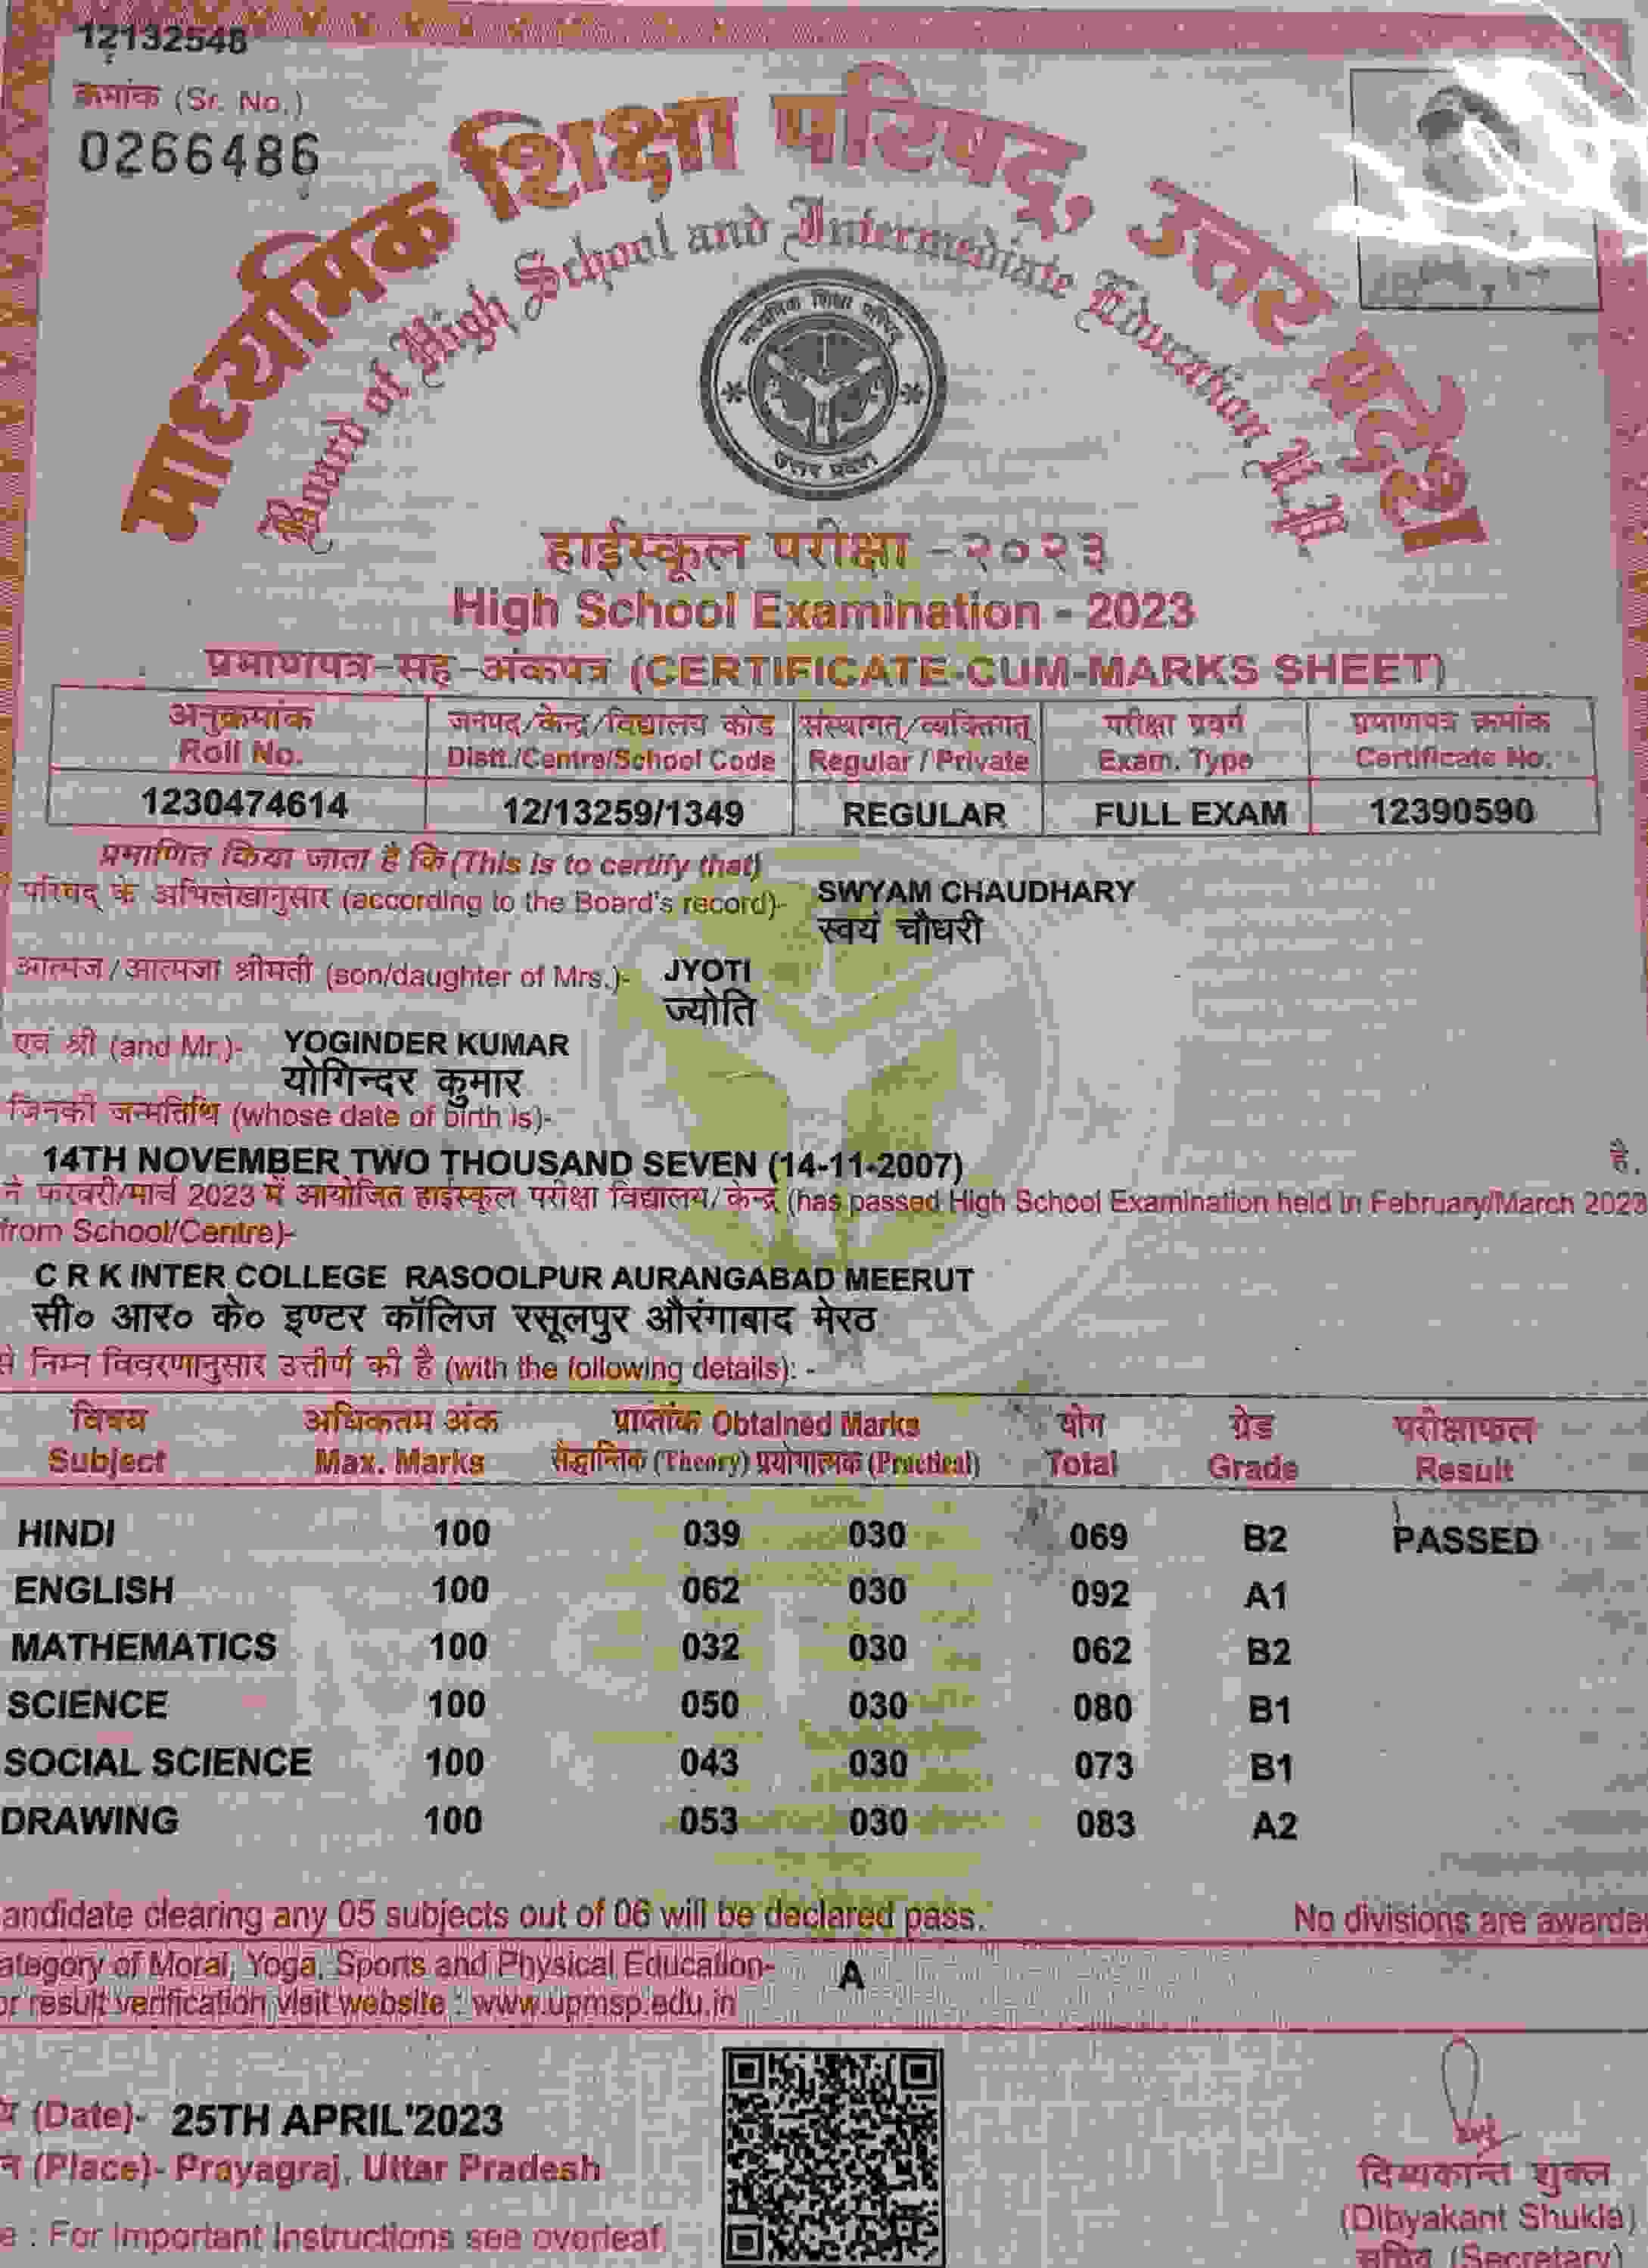 12132548
क्रमांक (Sr. No.)
0266486
माध्यमिक शिक्षा परिषद्, उत्तर प्रदेश
Board of High School and Intermediate Education U.P.
माध्यमिक शिक्षा परिषद्
उत्तर प्रदेश
हाईस्कूल परीक्षा -२०२३
High School Examination - 2023
प्रमाणपत्र-सह-अंकपत्र (CERTIFICATE-CUM-MARKS SHEET)
अनुक्रमांक जनपद/केन्द्र/विद्यालय कोड संस्थागत/व्यक्तिगत परीक्षा प्रवर्ग प्रमाणपत्र क्रमांक
Roll No. Distt./Centre/School Code Regular / Private Exam. Type Certificate No.
1230474614 12/13259/1349 REGULAR FULL EXAM 12390590
प्रमाणित किया जाता है कि (This is to certify that)
परिषद् के अभिलेखानुसार (according to the Board's record)- SWYAM CHAUDHARY
स्वयं चौधरी
आत्मज/आत्मजा श्रीमती (son/daughter of Mrs.)- JYOTI
ज्योति
एवं श्री (and Mr.)- YOGINDER KUMAR
योगिन्दर कुमार
जिनकी जन्मतिथि (whose date of birth is)-
14TH NOVEMBER TWO THOUSAND SEVEN (14-11-2007) है,
ने फरवरी/मार्च 2023 में आयोजित हाईस्कूल परीक्षा विद्यालय/केन्द्र (has passed High School Examination held in February/March 2023
from School/Centre)-
C R K INTER COLLEGE RASOOLPUR AURANGABAD MEERUT
सी० आर० के० इण्टर कॉलिज रसूलपुर औरंगाबाद मेरठ
से निम्न विवरणानुसार उत्तीर्ण की है (with the following details): -
विषय अधिकतम अंक प्राप्तांक Obtained Marks योग ग्रेड परीक्षाफल
Subject Max. Marks सैद्धान्तिक (Theory) प्रयोगात्मक (Practical) Total Grade Result
HINDI 100 039 030 069 B2 PASSED
ENGLISH 100 062 030 092 A1
MATHEMATICS 100 032 030 062 B2
SCIENCE 100 050 030 080 B1
SOCIAL SCIENCE 100 043 030 073 B1
DRAWING 100 053 030 083 A2
andidate clearing any 05 subjects out of 06 will be declared pass. No divisions are awarded
ategory of Moral, Yoga, Sports and Physical Education- A
or result verification visit website : www.upmsp.edu.in
(Date)- 25TH APRIL'2023
न (Place)- Prayagraj, Uttar Pradesh
e : For Important Instructions see overleaf
दिब्यकान्त शुक्ल
(Dibyakant Shukla)
सचिव (Secretary)